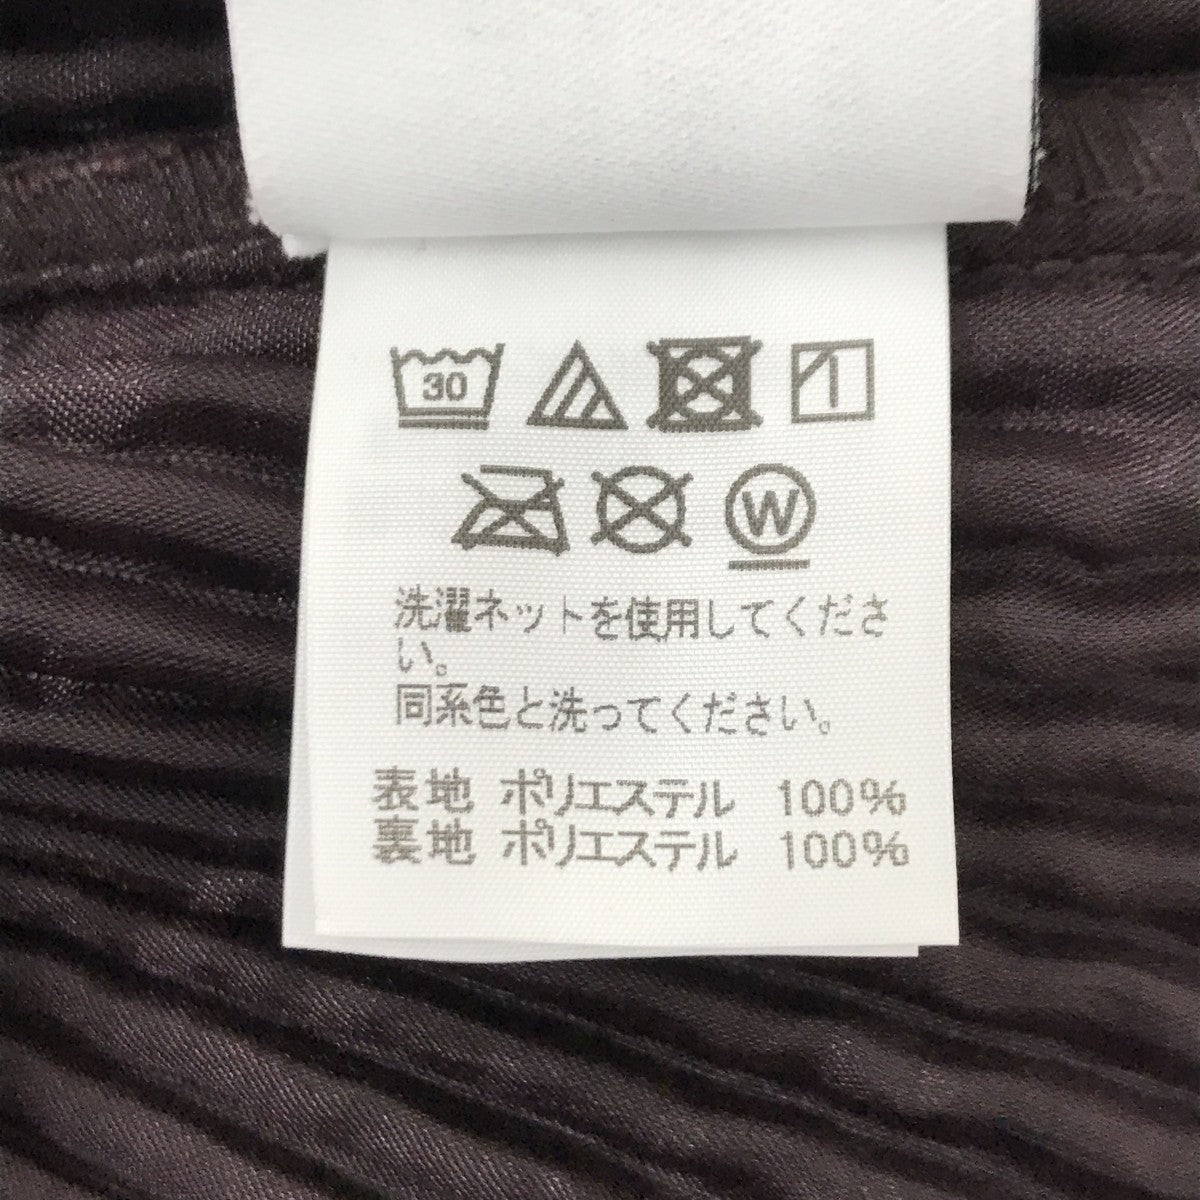 30
W
洗濯ネットを使用してくださ
い。
同系色と洗ってください。
表地 ポリエステル 100%
裏地 ポリエステル 100%